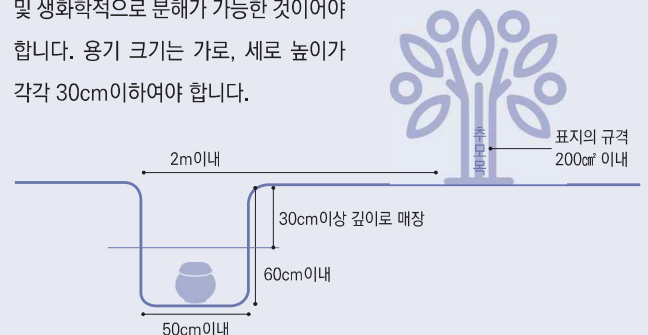 및 생화학적으로 분해가 가능한 것이어야
합니다. 용기 크기는 가로, 세로 높이가
각각 30cm이하여야 합니다.
추모목
표지의 규격
200㎠ 이내
2m이내
30cm이상 깊이로 매장
60cm이내
50cm이내